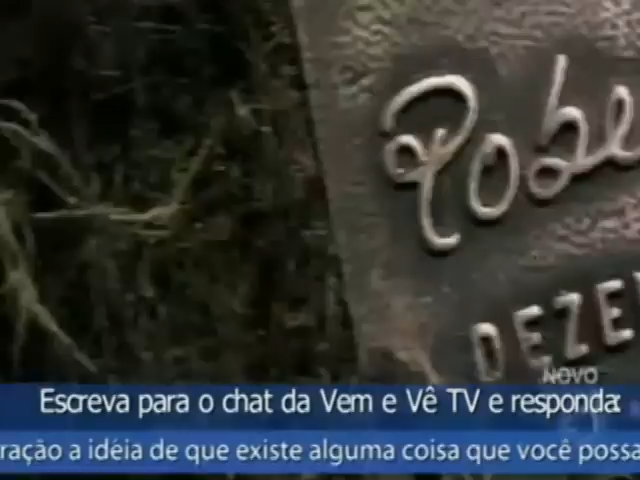 Robe
DEZE
NOVO
Escreva para o chat da Vem e Vê TV e responda:
ração a idéia de que existe alguma coisa que você possa